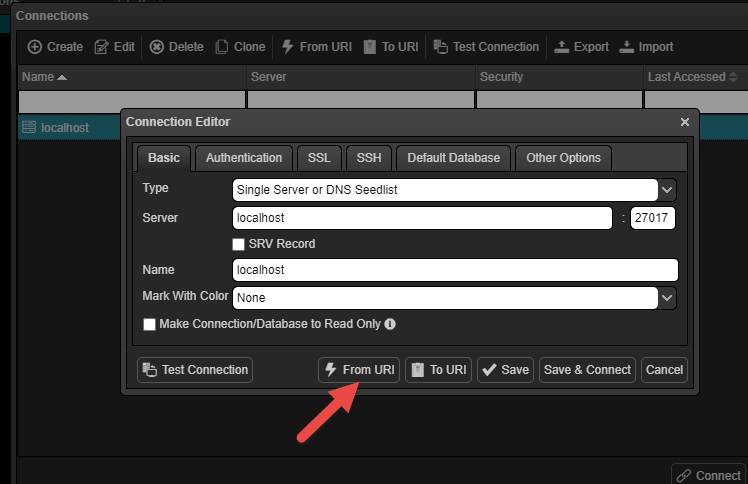 Connections
Create Edit Delete Clone From URI To URI Test Connection Export Import
Name Server Security Last Accessed
localhost
Connection Editor
Basic Authentication SSL SSH Default Database Other Options
Type Single Server or DNS Seedlist
Server localhost : 27017
SRV Record
Name localhost
Mark With Color None
Make Connection/Database to Read Only
Test Connection From URI To URI Save Save & Connect Cancel
Connect